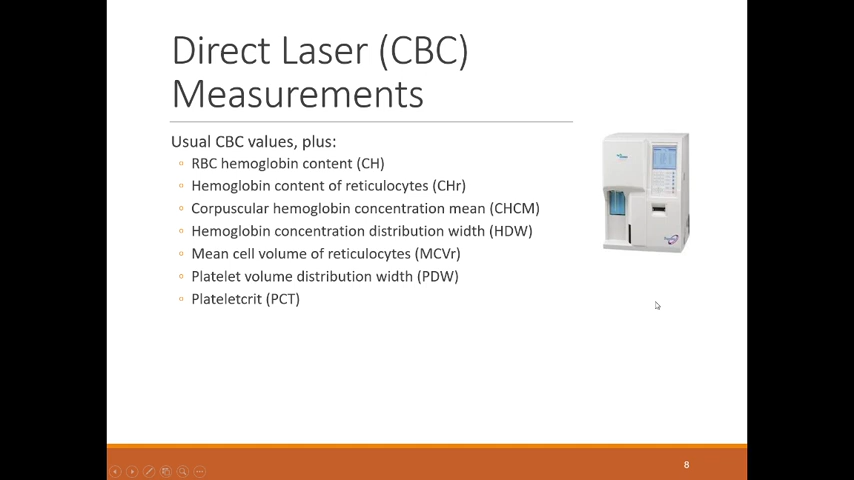 Direct Laser (CBC)
Measurements
Usual CBC values, plus:
RBC hemoglobin content (CH)
Hemoglobin content of reticulocytes (CHr)
Corpuscular hemoglobin concentration mean (CHCM)
Hemoglobin concentration distribution width (HDW)
Mean cell volume of reticulocytes (MCVr)
Platelet volume distribution width (PDW)
Plateletcrit (PCT)
8